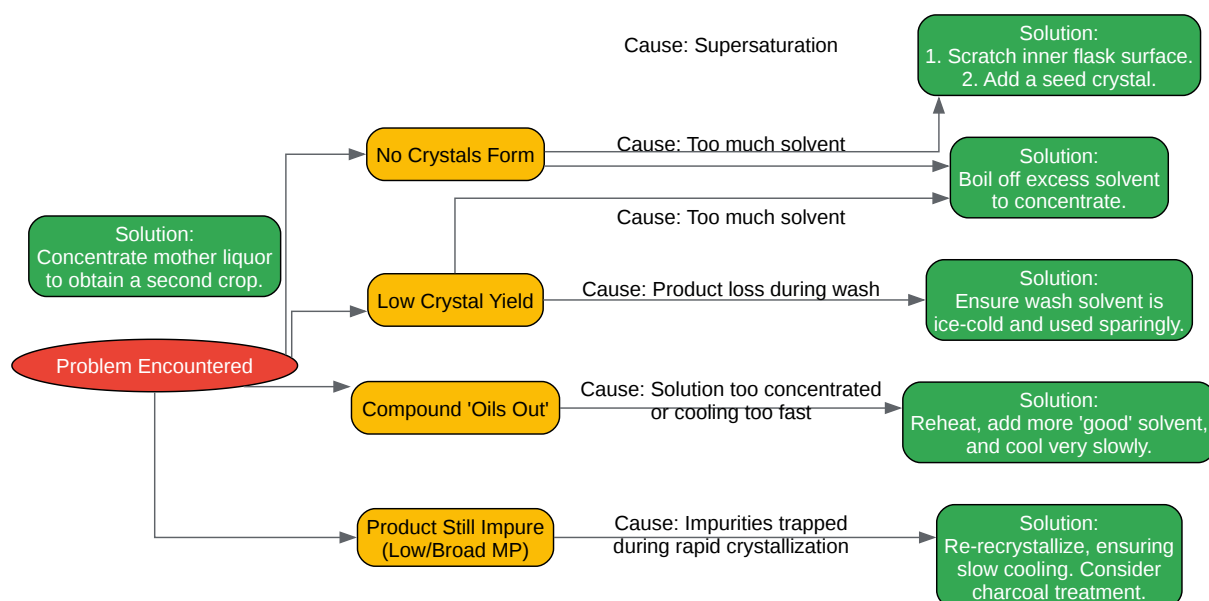 Cause: Supersaturation
Solution:
1. Scratch inner flask surface.
2. Add a seed crystal.
No Crystals Form
Cause: Too much solvent
Solution:
Boil off excess solvent
to concentrate.
Solution:
Concentrate mother liquor
to obtain a second crop.
Cause: Too much solvent
Low Crystal Yield
Cause: Product loss during wash
Solution:
Ensure wash solvent is
ice-cold and used sparingly.
Problem Encountered
Compound 'Oils Out'
Cause: Solution too concentrated
or cooling too fast
Solution:
Reheat, add more 'good' solvent,
and cool very slowly.
Product Still Impure
(Low/Broad MP)
Cause: Impurities trapped
during rapid crystallization
Solution:
Re-recrystallize, ensuring
slow cooling. Consider
charcoal treatment.